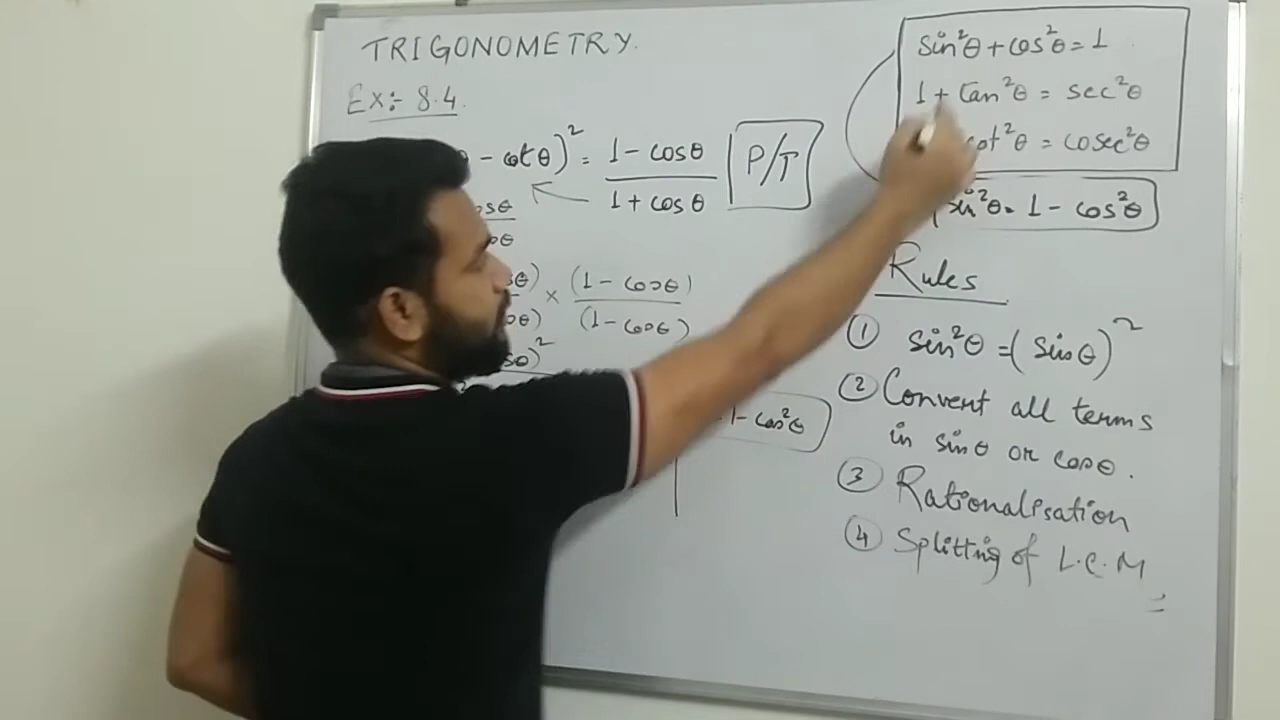 TRIGONOMETRY.
Ex:- 8.4.
- cotθ)² = 1 - cosθ / 1 + cosθ | P/T
× (1 - cosθ) / (1 - cosθ)
1 - cos²θ
sin²θ + cos²θ = 1
1 + tan²θ = sec²θ
cot²θ = cosec²θ
sin²θ = 1 - cos²θ
Rules
① sin²θ = (sinθ)²
② Convert all terms
in sinθ or cosθ.
③ Rationalisation
④ Splitting of L.C.M